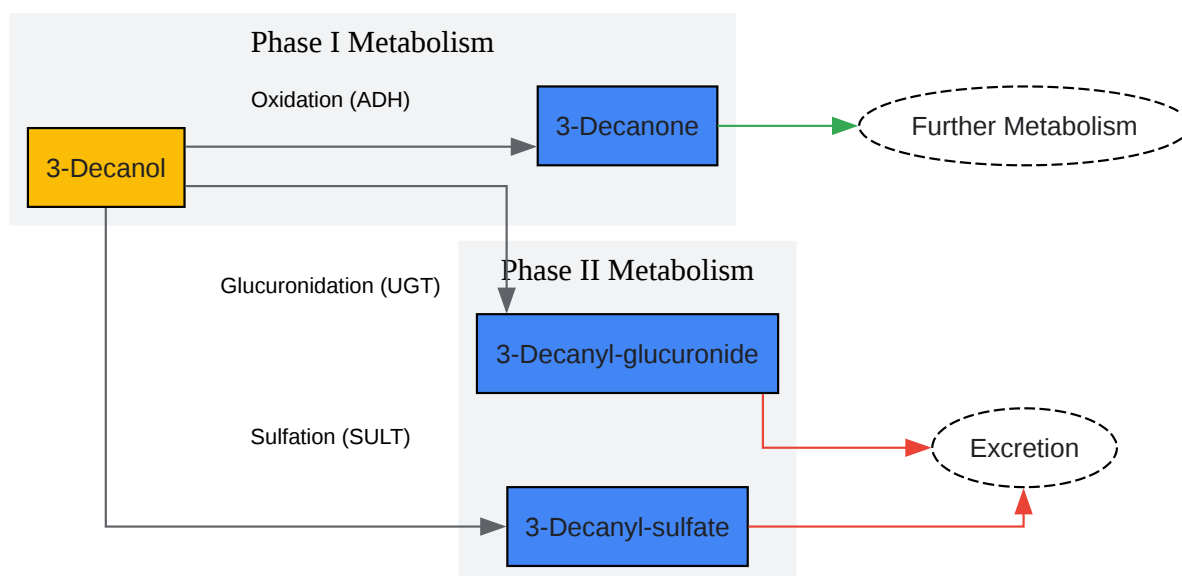 Phase I Metabolism
Oxidation (ADH)
3-Decanone
Further Metabolism
3-Decanol
Phase II Metabolism
Glucuronidation (UGT)
3-Decanyl-glucuronide
Sulfation (SULT)
Excretion
3-Decanyl-sulfate